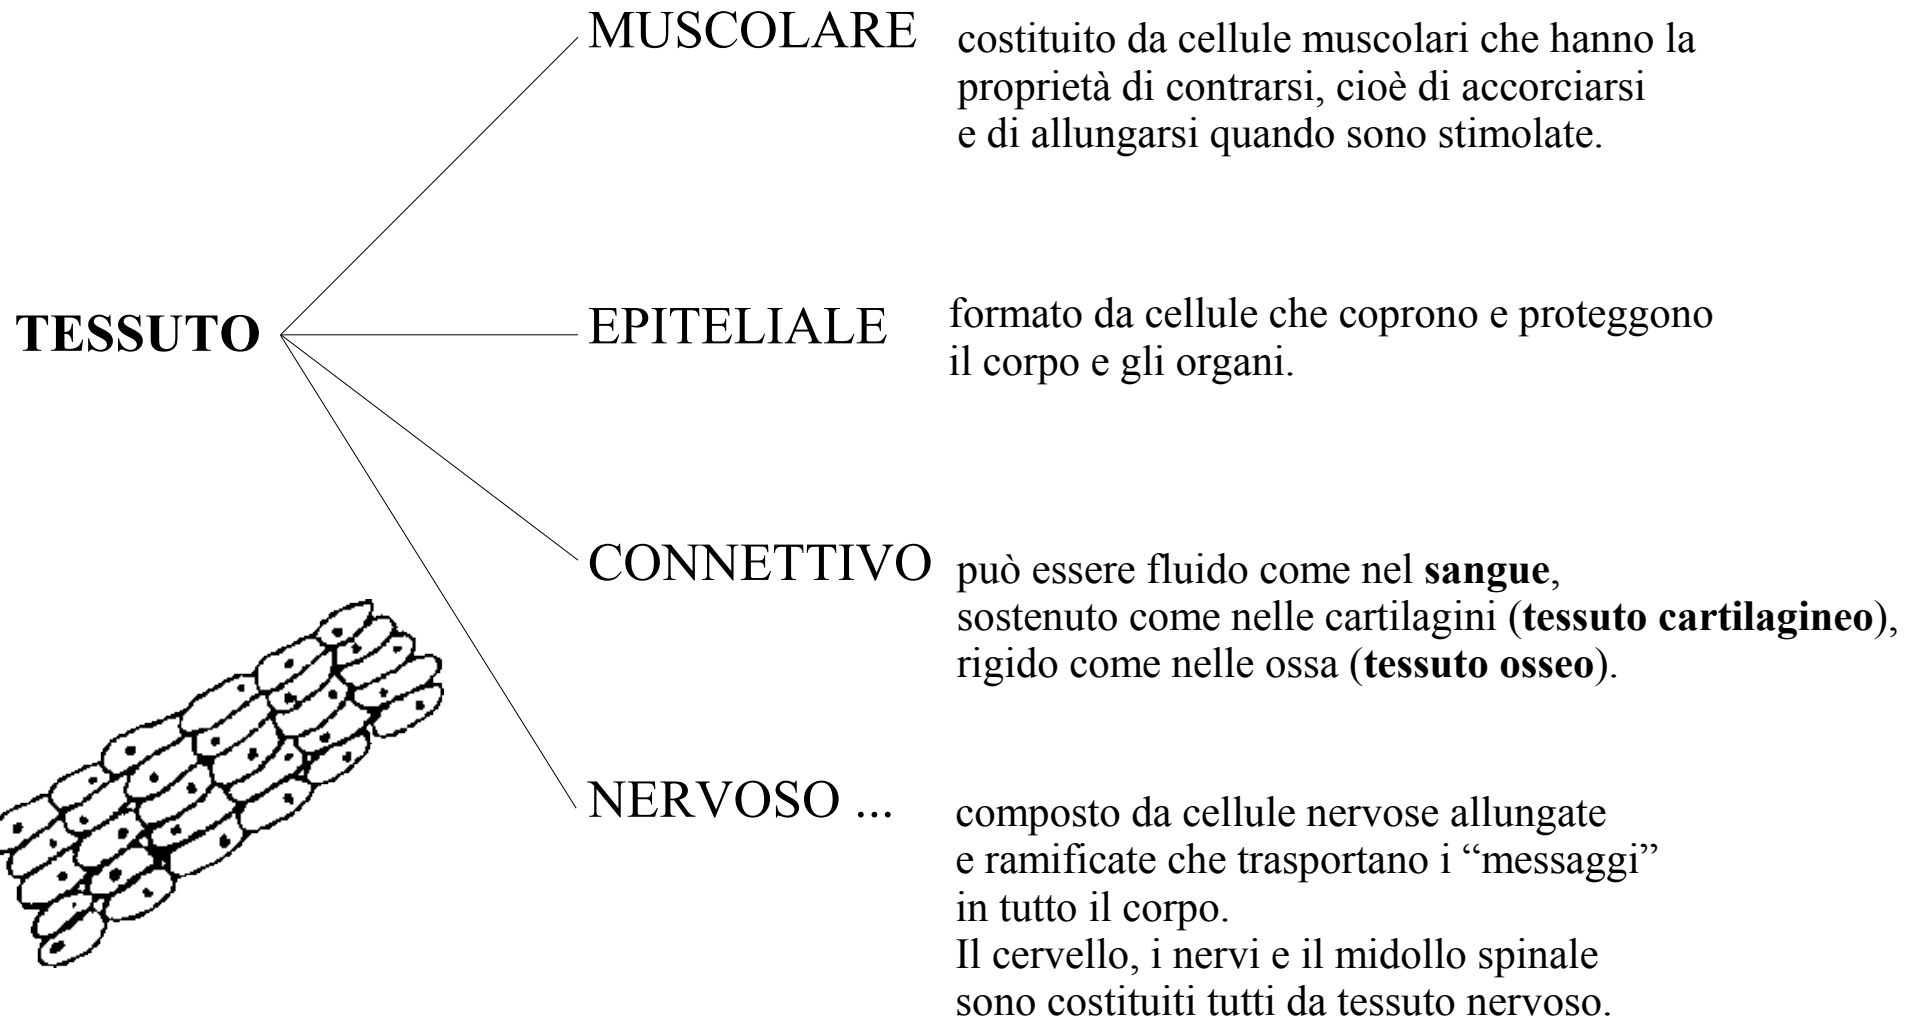 MUSCOLARE
costituito da cellule muscolari che hanno la
proprietà di contrarsi, cioè di accorciarsi
e di allungarsi quando sono stimolate.
TESSUTO
EPITELIALE
formato da cellule che coprono e proteggono
il corpo e gli organi.
CONNETTIVO
può essere fluido come nel sangue,
sostenuto come nelle cartilagini (tessuto cartilagineo),
rigido come nelle ossa (tessuto osseo).
NERVOSO ...
composto da cellule nervose allungate
e ramificate che trasportano i “messaggi”
in tutto il corpo.
Il cervello, i nervi e il midollo spinale
sono costituiti tutti da tessuto nervoso.